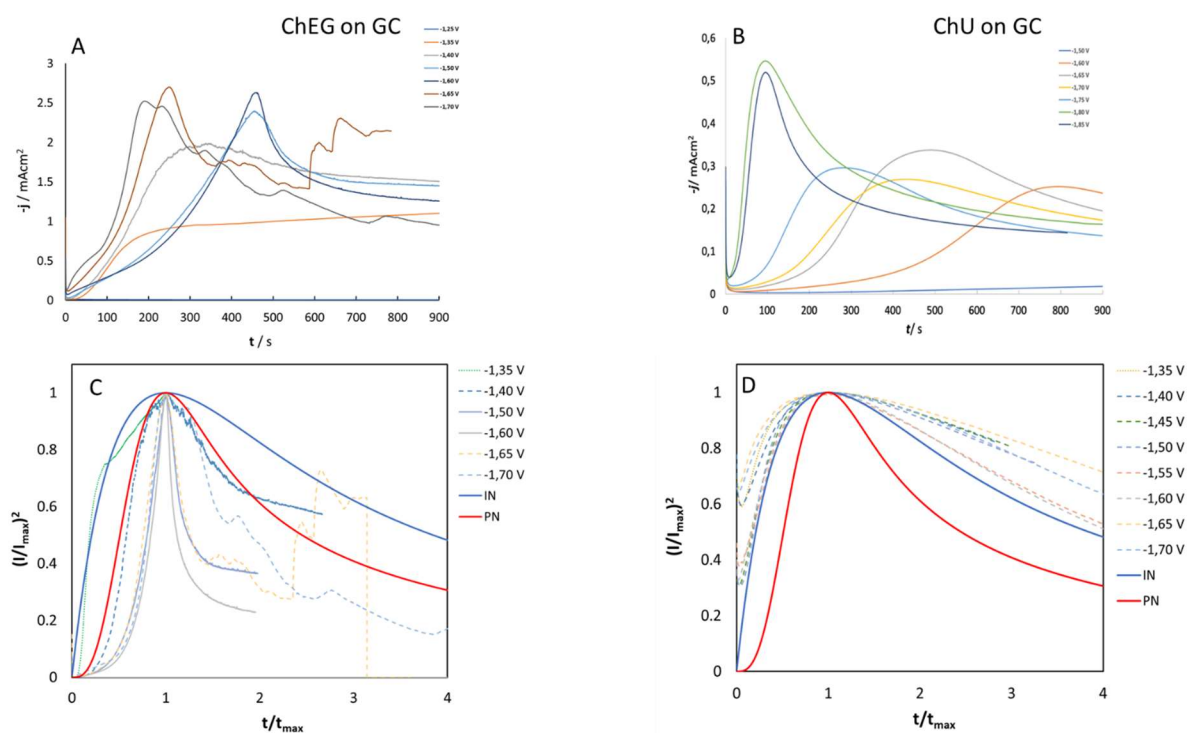 ChEG on GC
A
-1,25 V
-1,35 V
-1,40 V
-1,50 V
-1,60 V
-1,65 V
-1,70 V
-j / mAcm²
3
2.5
2
1.5
1
0.5
0
0 100 200 300 400 500 600 700 800 900
t / s
ChU on GC
B
-1,50 V
-1,60 V
-1,65 V
-1,70 V
-1,75 V
-1,80 V
-1,85 V
-j/ mAcm²
0,6
0,5
0,4
0,3
0,2
0,1
0
0 100 200 300 400 500 600 700 800 900
t/ s
C
-1,35 V
-1,40 V
-1,50 V
-1,60 V
-1,65 V
-1,70 V
IN
PN
(I/Imax)²
1
0.8
0.6
0.4
0.2
0
0 1 2 3 4
t/tmax
D
-1,35 V
-1,40 V
-1,45 V
-1,50 V
-1,55 V
-1,60 V
-1,65 V
-1,70 V
IN
PN
(I/Imax)²
1
0.8
0.6
0.4
0.2
0
0 1 2 3 4
t/tmax